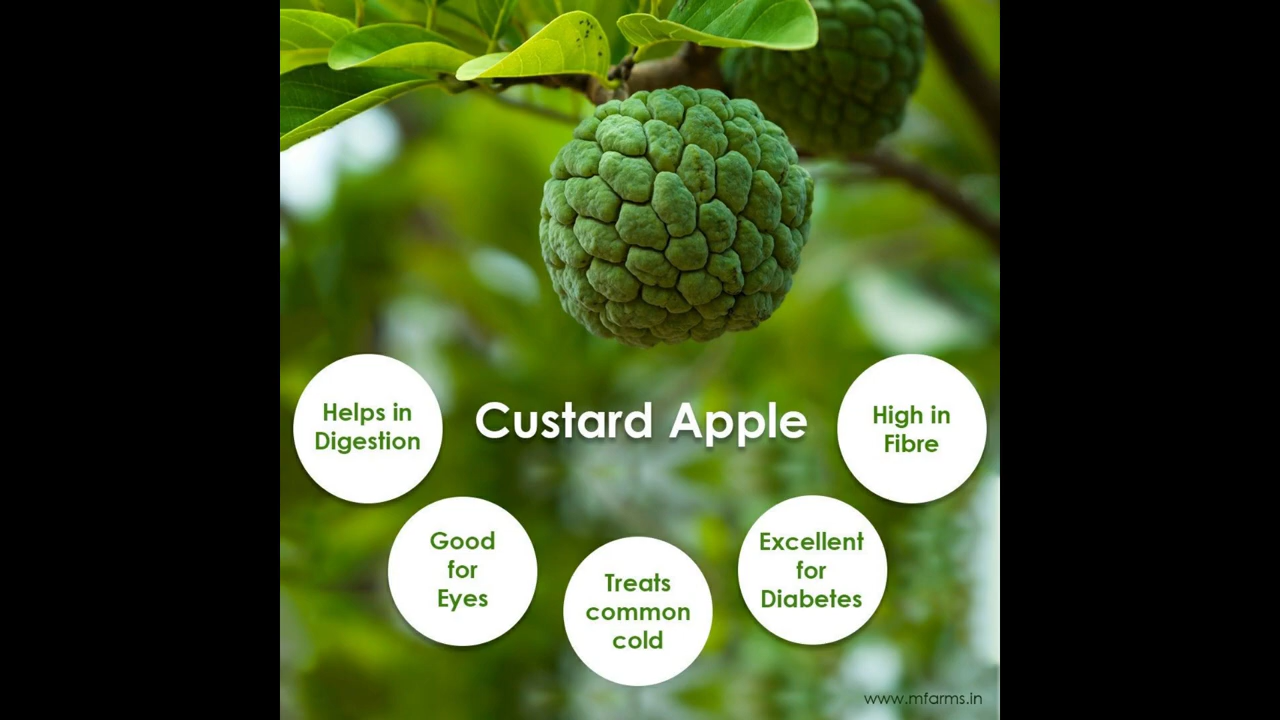 Custard Apple
Helps in
Digestion
Good
for
Eyes
Treats
common
cold
Excellent
for
Diabetes
High in
Fibre
www.mfarms.in